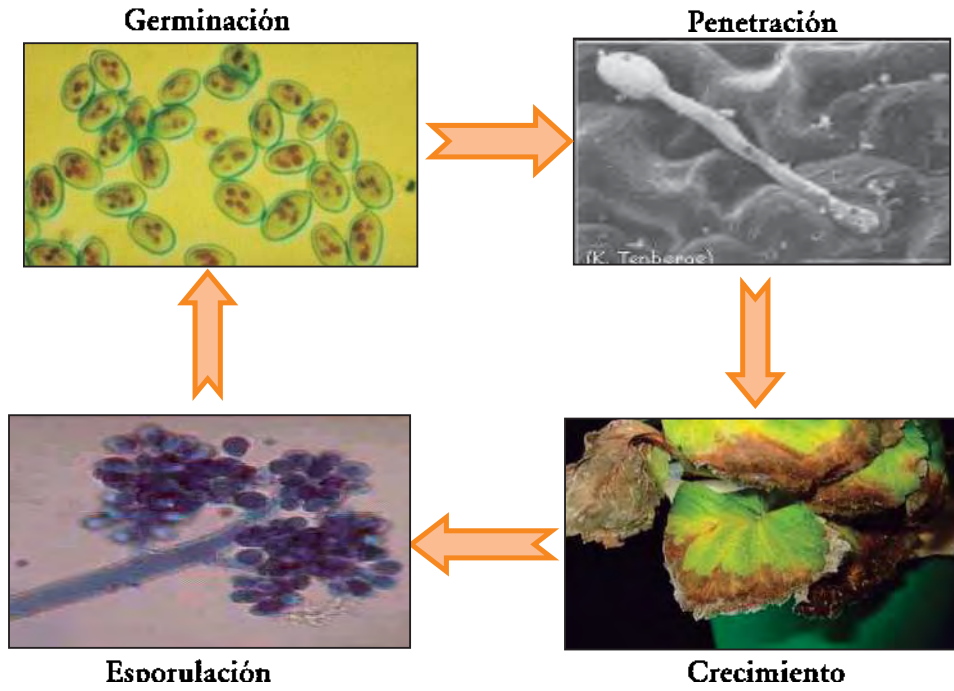 Germinación
Penetración
(K. Tenberge)
Esporulación
Crecimiento